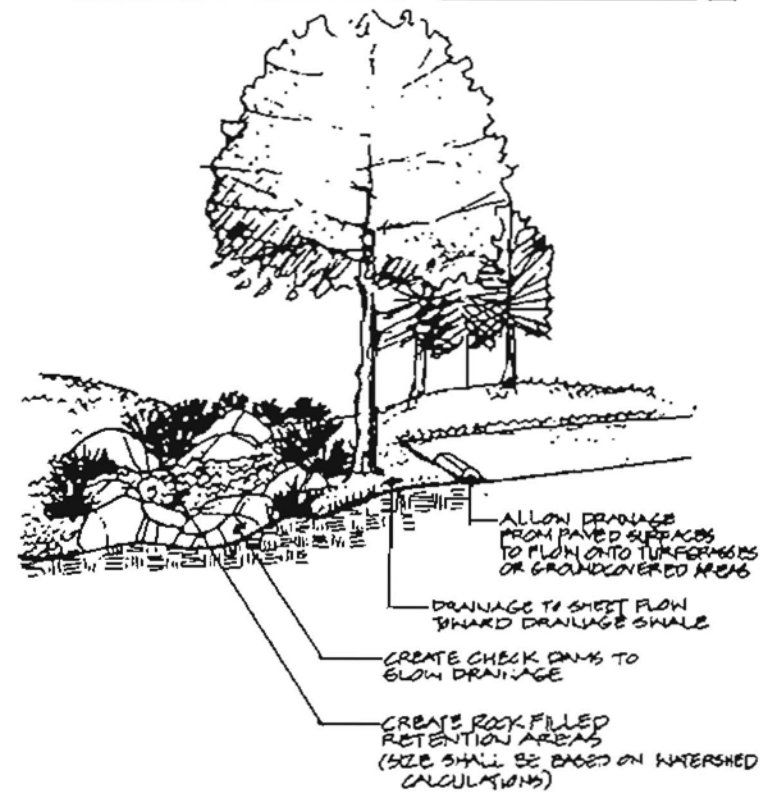 ALLOW DRAINAGE
FROM PAVED SURFACES
TO FLOW ONTO TURFGRASSES
OR GROUNDCOVERED AREAS
DRAINAGE TO SHEET FLOW
TOWARD DRAINAGE SWALE
CREATE CHECK DAMS TO
SLOW DRAINAGE
CREATE ROCK FILLED
RETENTION AREAS
(SIZE SHALL BE BASED ON WATERSHED
CALCULATIONS)